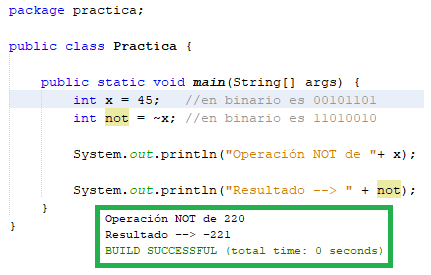 package practica;
public class Practica {
public static void main(String[] args) {
int x = 45; //en binario es 00101101
int not = ~x; //en binario es 11010010
System.out.println("Operación NOT de "+ x);
System.out.println("Resultado --> " + not);
}
}
Operación NOT de 220
Resultado --> -221
BUILD SUCCESSFUL (total time: 0 seconds)